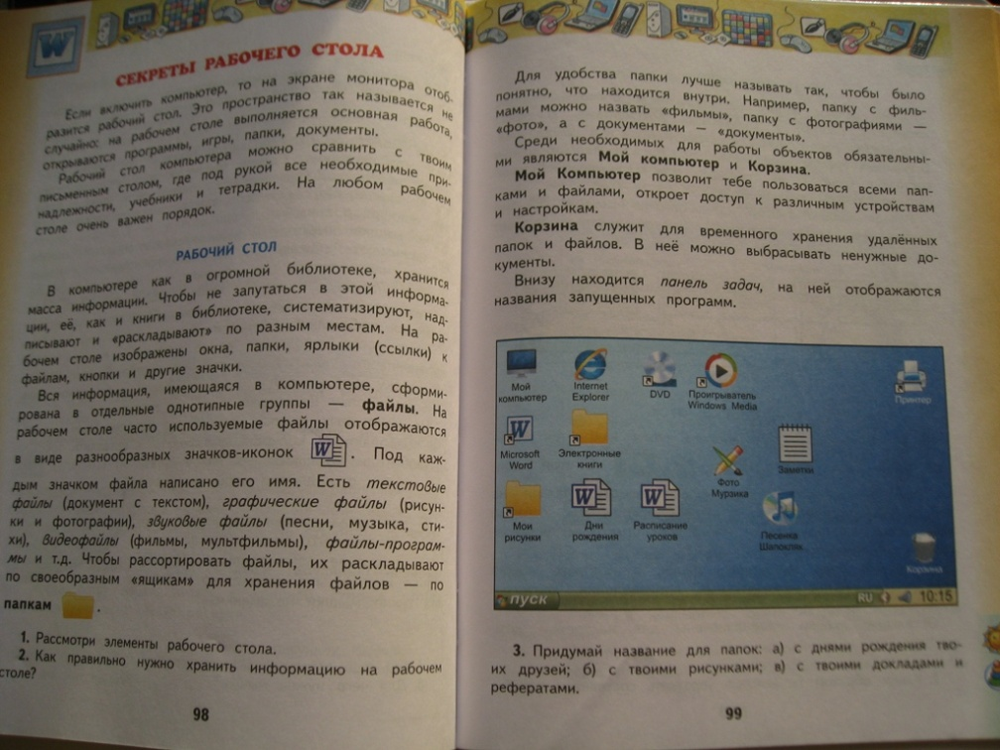 СЕКРЕТЫ РАБОЧЕГО СТОЛА
Если включить компьютер, то на экране монитора отоб-
разится рабочий стол. Это пространство так называется не
случайно: на рабочем столе выполняется основная работа,
открываются программы, игры, папки, документы.
Рабочий стол компьютера можно сравнить с твоим
письменным столом, где под рукой все необходимые при-
надлежности, учебники и тетрадки. На любом рабочем
столе очень важен порядок.
РАБОЧИЙ СТОЛ
В компьютере как в огромной библиотеке, хранится
масса информации. Чтобы не запутаться в этой информа-
ции, её, как и книги в библиотеке, систематизируют, над-
писывают и «раскладывают» по разным местам. На ра-
бочем столе изображены окна, папки, ярлыки (ссылки) к
файлам, кнопки и другие значки.
Вся информация, имеющаяся в компьютере, сформи-
рована в отдельные однотипные группы — файлы. На
рабочем столе часто используемые файлы отображаются
в виде разнообразных значков-иконок W. Под каж-
дым значком файла написано его имя. Есть текстовые
файлы (документ с текстом), графические файлы (рисун-
ки и фотографии), звуковые файлы (песни, музыка, сти-
хи), видеофайлы (фильмы, мультфильмы), файлы-програм-
мы и т.д. Чтобы рассортировать файлы, их раскладывают
по своеобразным «ящикам» для хранения файлов — по
папкам .
1. Рассмотри элементы рабочего стола.
2. Как правильно нужно хранить информацию на рабочем
столе?
98
Для удобства папки лучше называть так, чтобы было
понятно, что находится внутри. Например, папку с филь-
мами можно назвать «фильмы», папку с фотографиями —
«фото», а с документами — «документы».
Среди необходимых для работы объектов обязательны-
ми являются Мой компьютер и Корзина.
Мой Компьютер позволит тебе пользоваться всеми пап-
ками и файлами, откроет доступ к различным устройствам
и настройкам.
Корзина служит для временного хранения удалённых
папок и файлов. В неё можно выбрасывать ненужные до-
кументы.
Внизу находится панель задач, на ней отображаются
названия запущенных программ.
Мой
компьютер
Internet
Explorer
DVD
Проигрыватель
Windows Media
Принтер
Microsoft
Word
Электронные
книги
Фото
Мурзика
Заметки
Мои
рисунки
Дни
рождения
Расписание
уроков
Песенка
Шапокляк
Корзина
пуск
RU 10:15
3. Придумай название для папок: а) с днями рождения тво-
их друзей; б) с твоими рисунками; в) с твоими докладами и
рефератами.
99